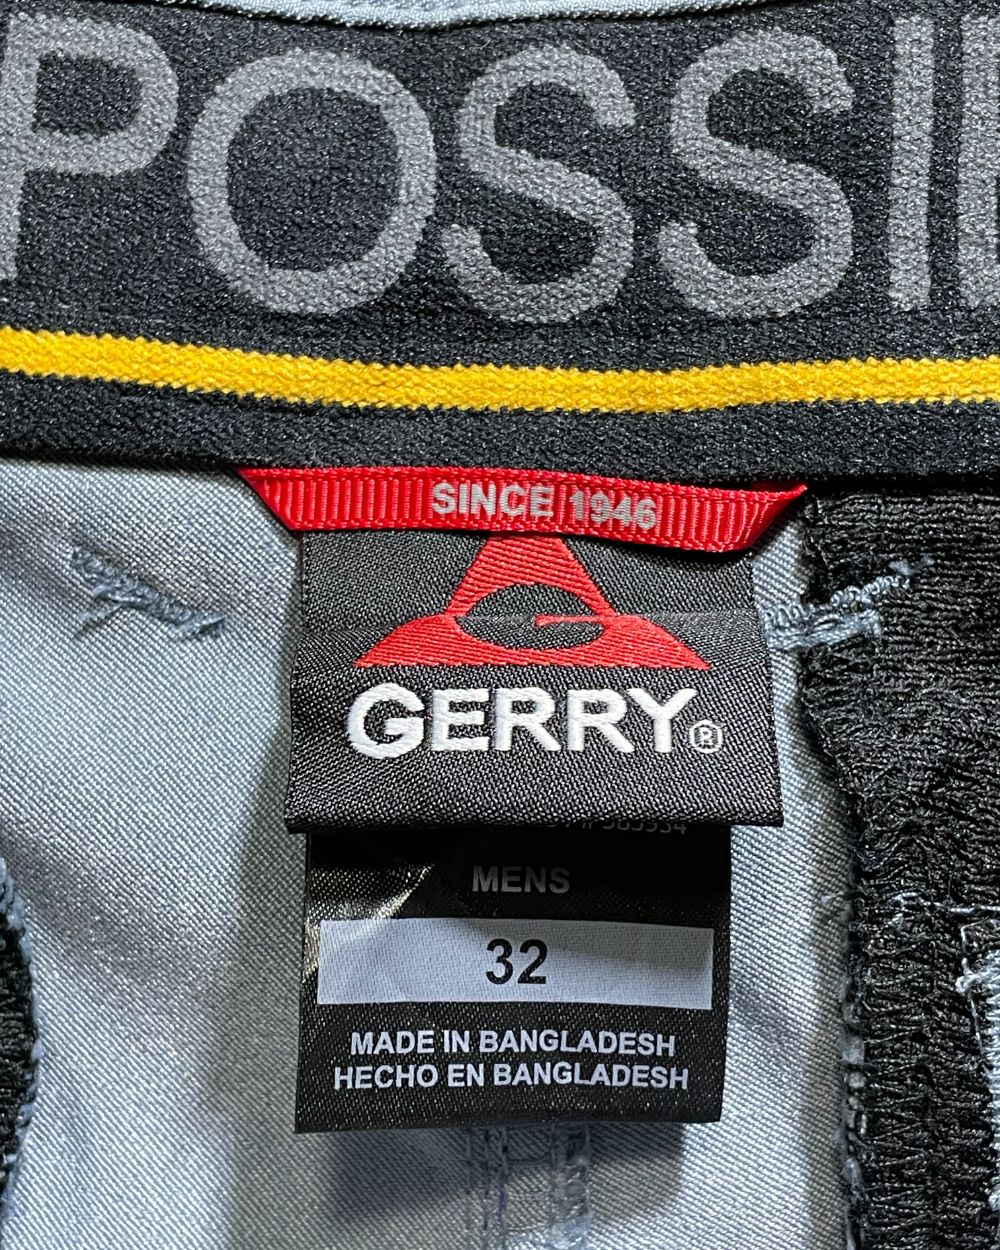 POSSI
SINCE 1946
GERRY®
MENS
32
MADE IN BANGLADESH
HECHO EN BANGLADESH